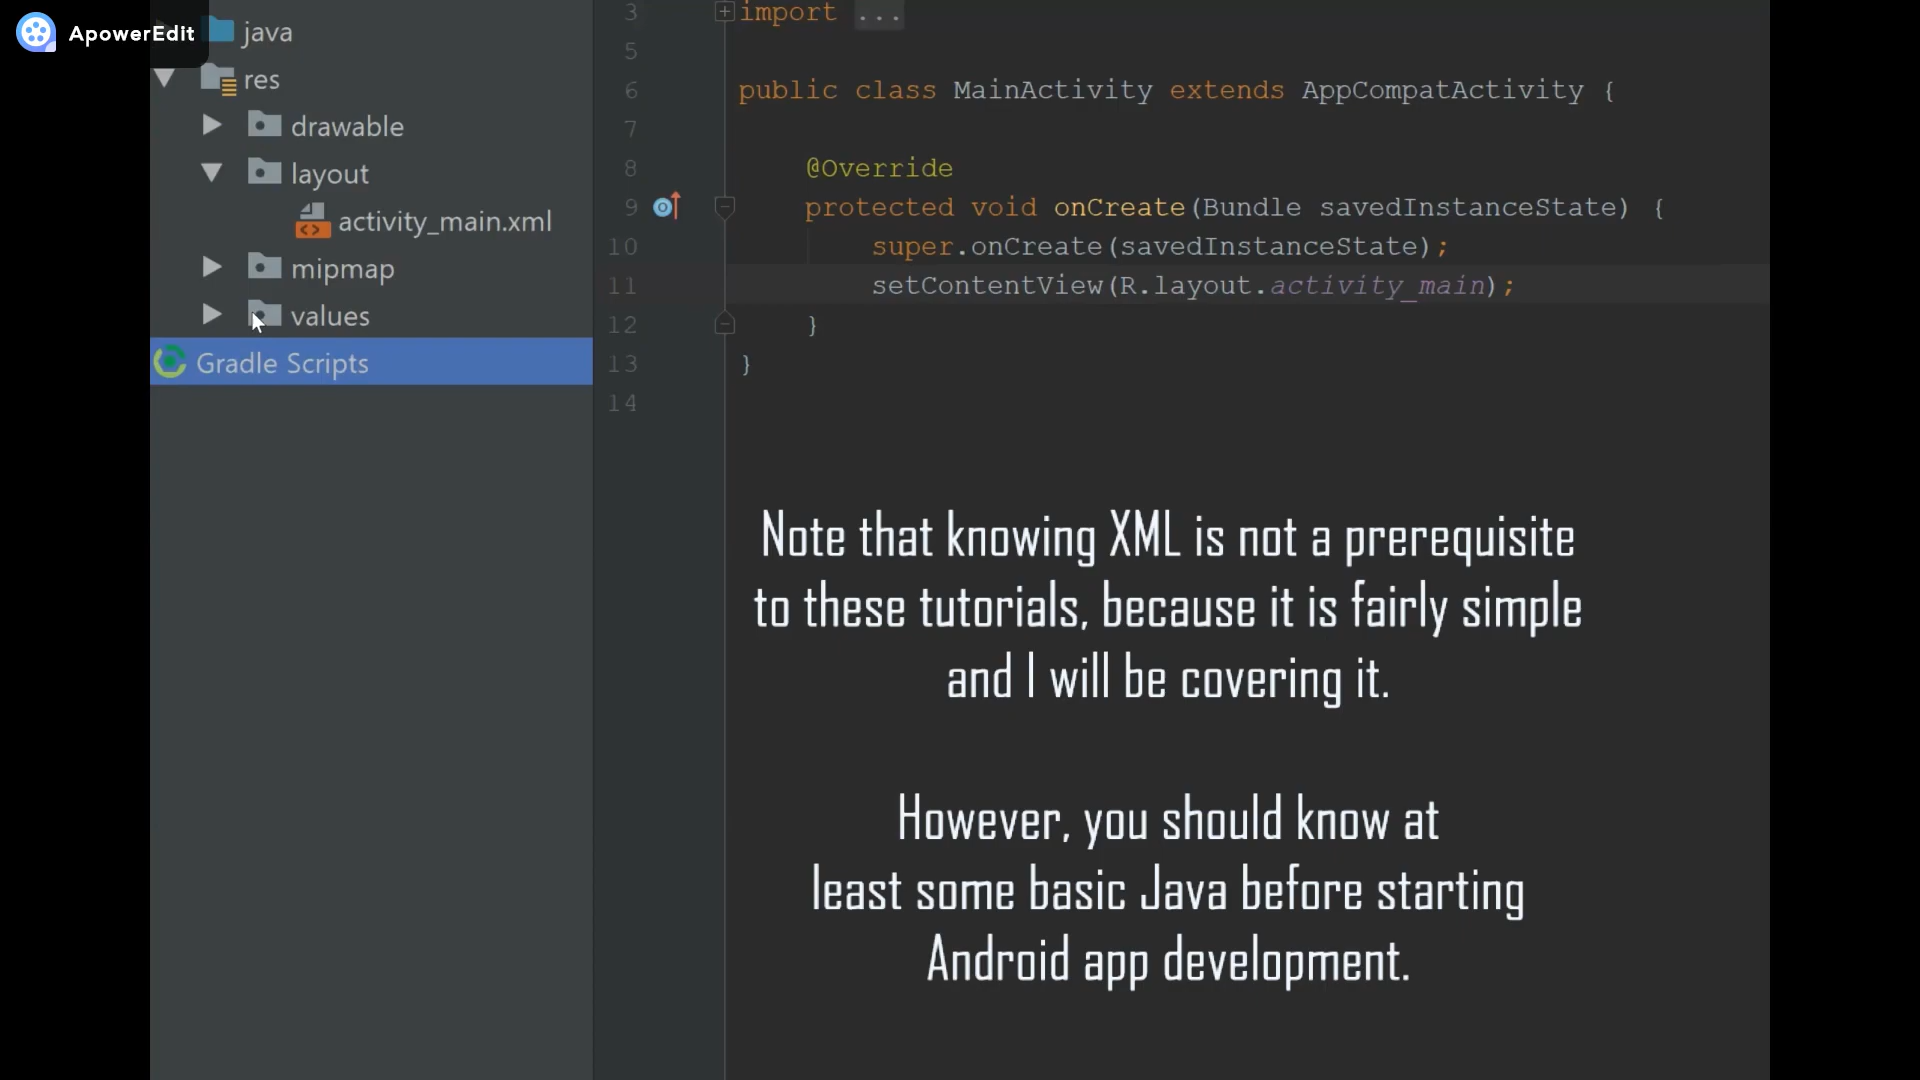 ApowerEdit
java
res
drawable
layout
activity_main.xml
mipmap
values
Gradle Scripts
3 import ...
5
6 public class MainActivity extends AppCompatActivity {
7
8 @Override
9 protected void onCreate(Bundle savedInstanceState) {
10 super.onCreate(savedInstanceState);
11 setContentView(R.layout.activity_main);
12 }
13 }
14
Note that knowing XML is not a prerequisite
to these tutorials, because it is fairly simple
and I will be covering it.
However, you should know at
least some basic Java before starting
Android app development.